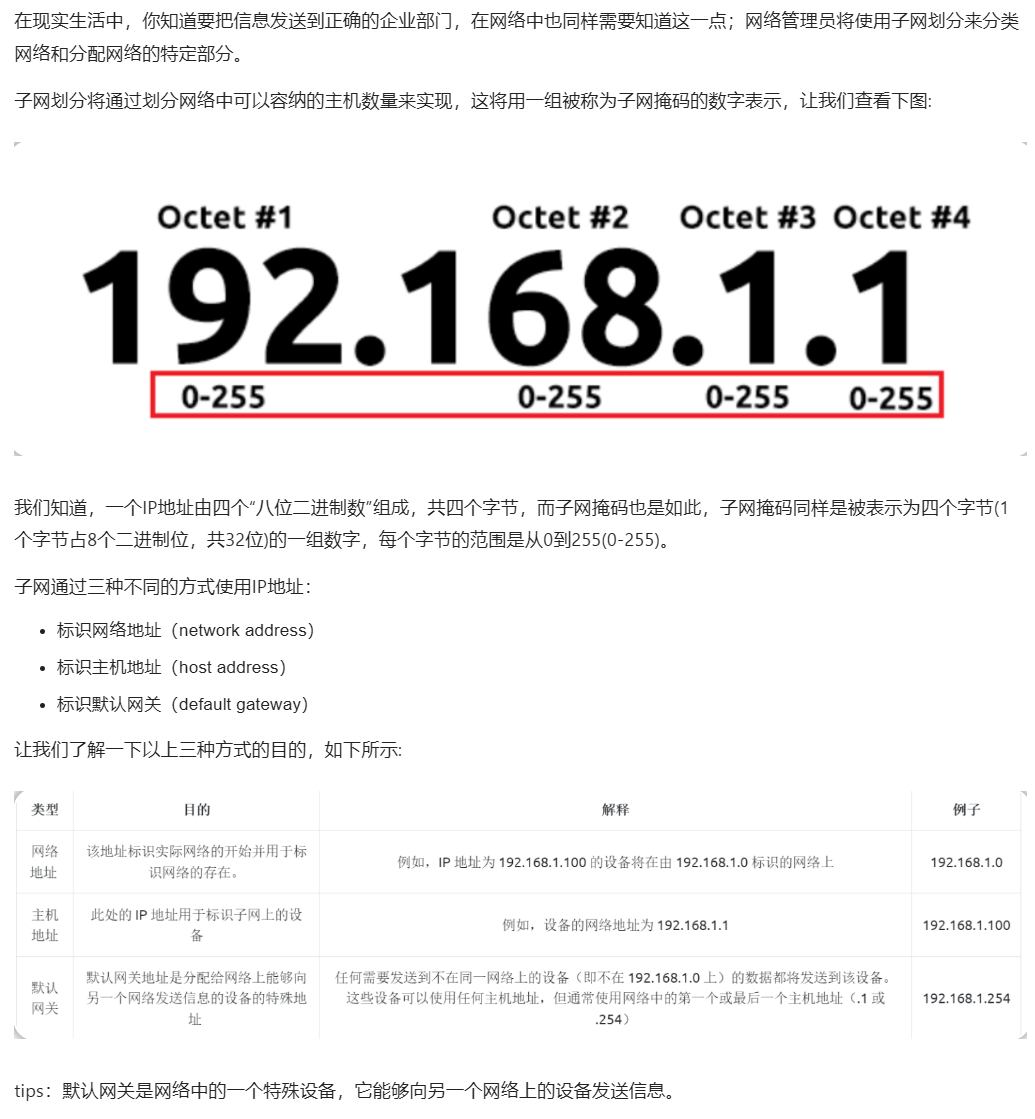 在现实生活中，你知道要把信息发送到正确的企业部门，在网络中也同样需要知道这一点；网络管理员将使用子网划分来分类
网络和分配网络的特定部分。
子网划分将通过划分网络中可以容纳的主机数量来实现，这将用一组被称为子网掩码的数字表示，让我们查看下图:
Octet #1 Octet #2 Octet #3 Octet #4
192.168.1.1
0-255 0-255 0-255 0-255
我们知道，一个IP地址由四个“八位二进制数”组成，共四个字节，而子网掩码也是如此，子网掩码同样是被表示为四个字节(1
个字节占8个二进制位，共32位)的一组数字，每个字节的范围是从0到255(0-255)。
子网通过三种不同的方式使用IP地址：
• 标识网络地址（network address）
• 标识主机地址（host address）
• 标识默认网关（default gateway）
让我们了解一下以上三种方式的目的，如下所示:
类型 目的 解释 例子
网络
地址
该地址标识实际网络的开始并用于标
识网络的存在。
例如，IP 地址为 192.168.1.100 的设备将在由 192.168.1.0 标识的网络上
192.168.1.0
主机
地址
此处的 IP 地址用于标识子网上的设
备
例如，设备的网络地址为 192.168.1.1
192.168.1.100
默认
网关
默认网关地址是分配给网络上能够向
另一个网络发送信息的设备的特殊地
址
任何需要发送到不在同一网络上的设备（即不在 192.168.1.0 上）的数据都将发送到该设备。
这些设备可以使用任何主机地址，但通常使用网络中的第一个或最后一个主机地址（.1 或
.254）
192.168.1.254
tips：默认网关是网络中的一个特殊设备，它能够向另一个网络上的设备发送信息。